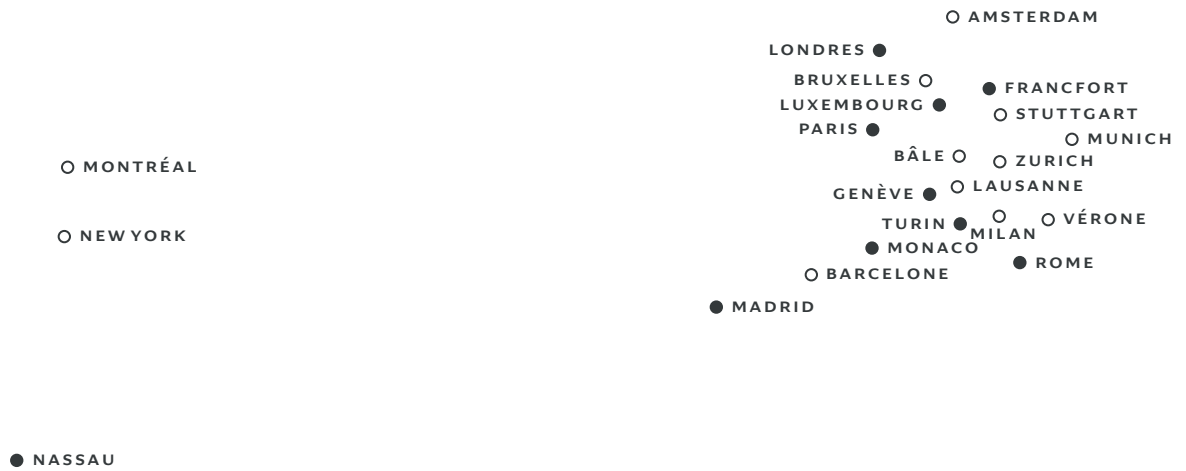 AMSTERDAM
LONDRES
BRUXELLES
FRANCFORT
LUXEMBOURG
STUTTGART
PARIS
MUNICH
BÂLE
ZURICH
MONTRÉAL
LAUSANNE
GENÈVE
VÉRONE
TURIN
MILAN
NEW YORK
MONACO
ROME
BARCELONE
MADRID
NASSAU